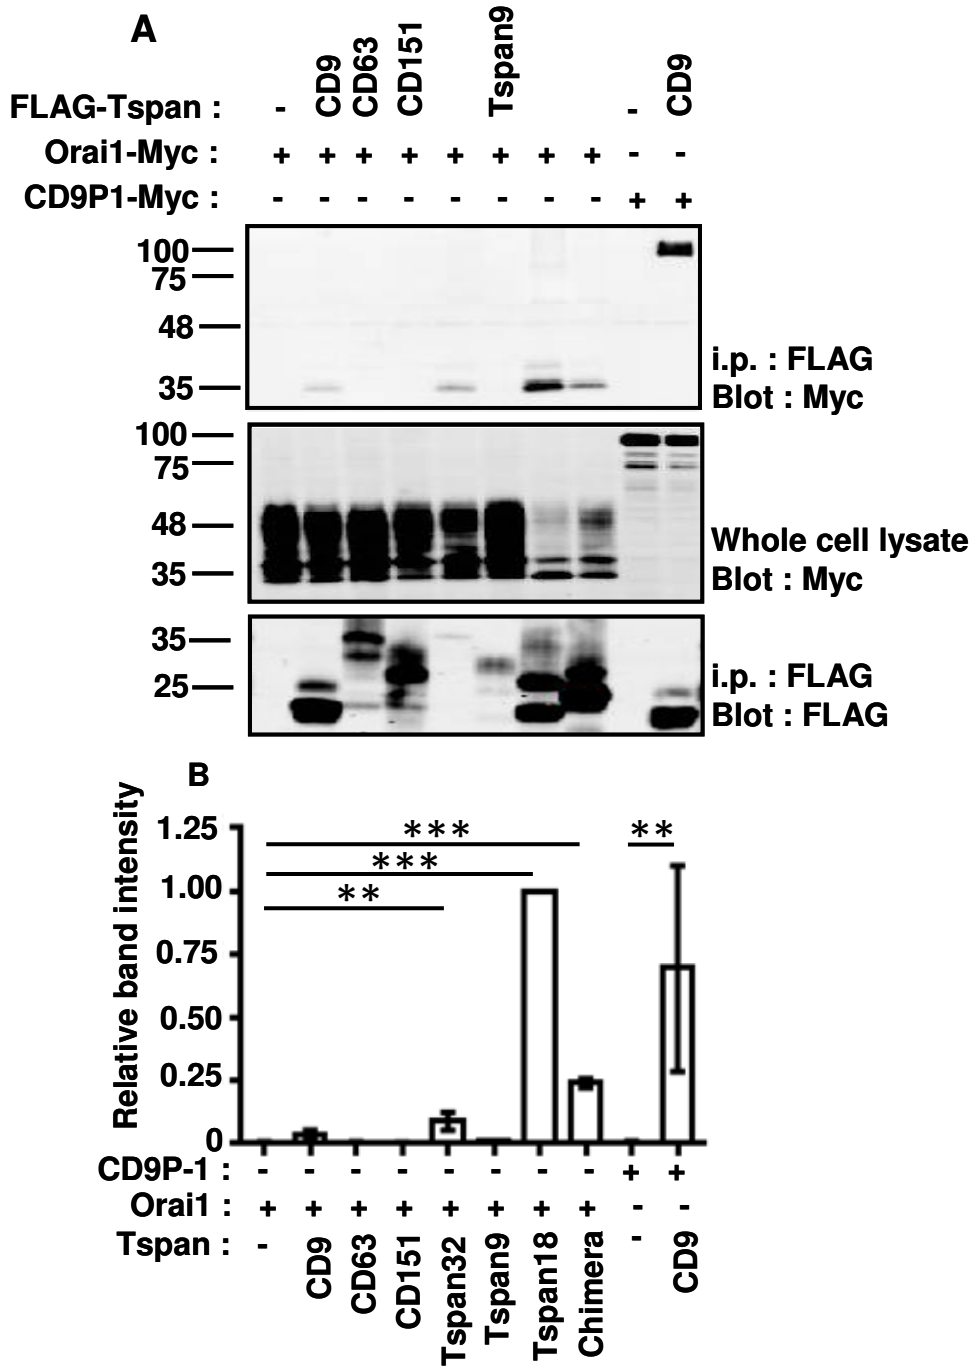 A
FLAG-Tspan : - CD9 CD63 CD151 Tspan9 - CD9
Orai1-Myc : + + + + + + + + - -
CD9P1-Myc : - - - - - - - - + +
100
75
48
35
i.p. : FLAG
Blot : Myc
100
75
48
35
Whole cell lysate
Blot : Myc
35
25
i.p. : FLAG
Blot : FLAG
B
Relative band intensity
1.25
1.00
0.75
0.50
0.25
0
***
***
**
**
CD9P-1 : - - - - - - - - + +
Orai1 : + + + + + + + + - -
Tspan : - CD9 CD63 CD151 Tspan32 Tspan9 Tspan18 Chimera - CD9